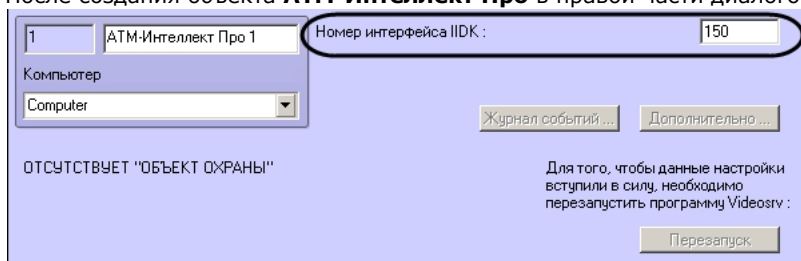 После создания объекта АТМ-Интеллект Про в правой части диалого
1
АТМ-Интеллект Про 1
Номер интерфейса IIDK :
150
Компьютер
Computer
Журнал событий ...
Дополнительно ...
ОТСУТСТВУЕТ "ОБЪЕКТ ОХРАНЫ"
Для того, чтобы данные настройки
вступили в силу, необходимо
перезапустить программу Videosrv :
Перезапуск